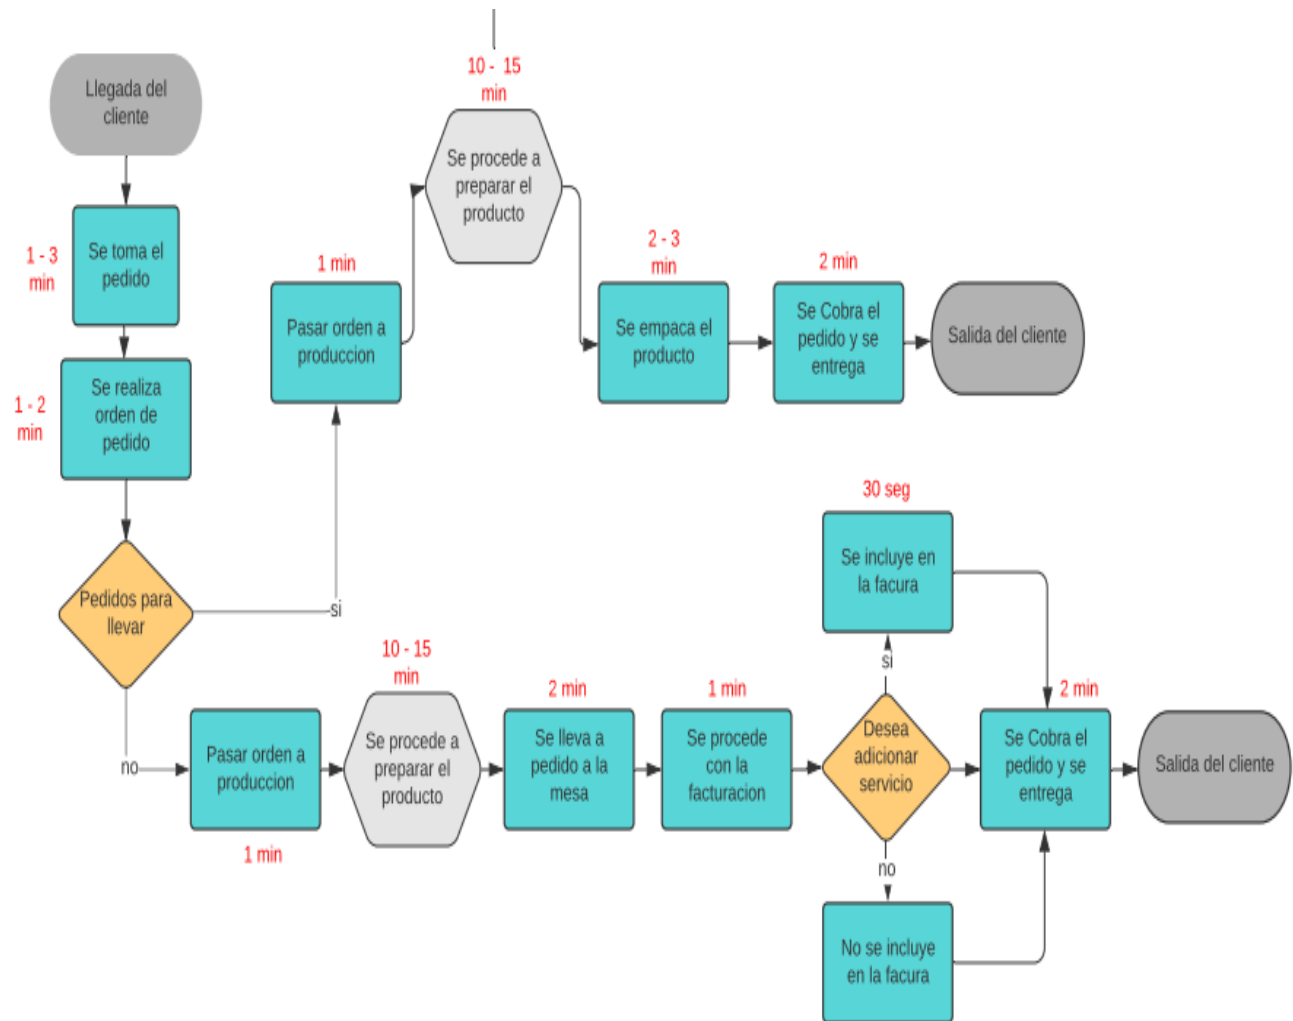 Llegada del
cliente
1 - 3
min
Se toma el
pedido
1 - 2
min
Se realiza
orden de
pedido
Pedidos para
llevar
si
1 min
Pasar orden a
produccion
10 - 15
min
Se procede a
preparar el
producto
2 - 3
min
Se empaca el
producto
2 min
Se Cobra el
pedido y se
entrega
Salida del cliente
no
Pasar orden a
produccion
1 min
10 - 15
min
Se procede a
preparar el
producto
2 min
Se lleva a
pedido a la
mesa
1 min
Se procede
con la
facturacion
Desea
adicionar
servicio
si
30 seg
Se incluye en
la facura
no
No se incluye
en la facura
2 min
Se Cobra el
pedido y se
entrega
Salida del cliente